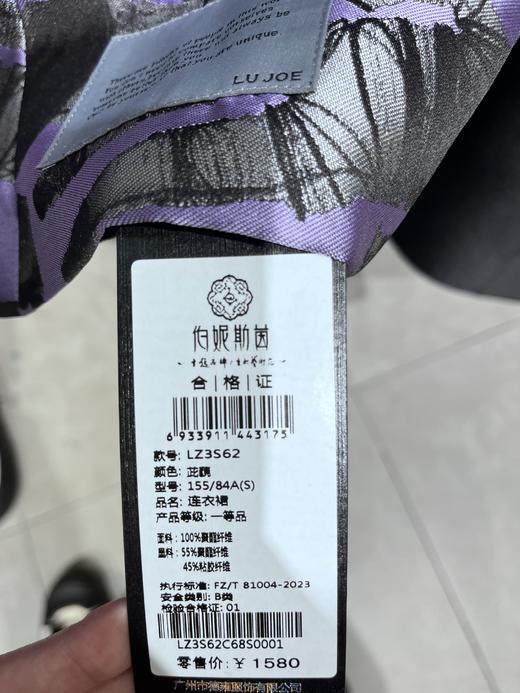 LU JOE
伯妮斯茵
合|格|证
6 933911 443175
款号: LZ3S62
颜色: 芘藕
型号: 155/84A(S)
品名: 连衣裙
产品等级: 一等品
面料: 100%聚酯纤维
里料: 55%聚酯纤维
45%粘胶纤维
执行标准: FZ/T 81004-2023
安全类别: B类
检验合格证: 01
LZ3S62C68S0001
零售价: ¥ 1580